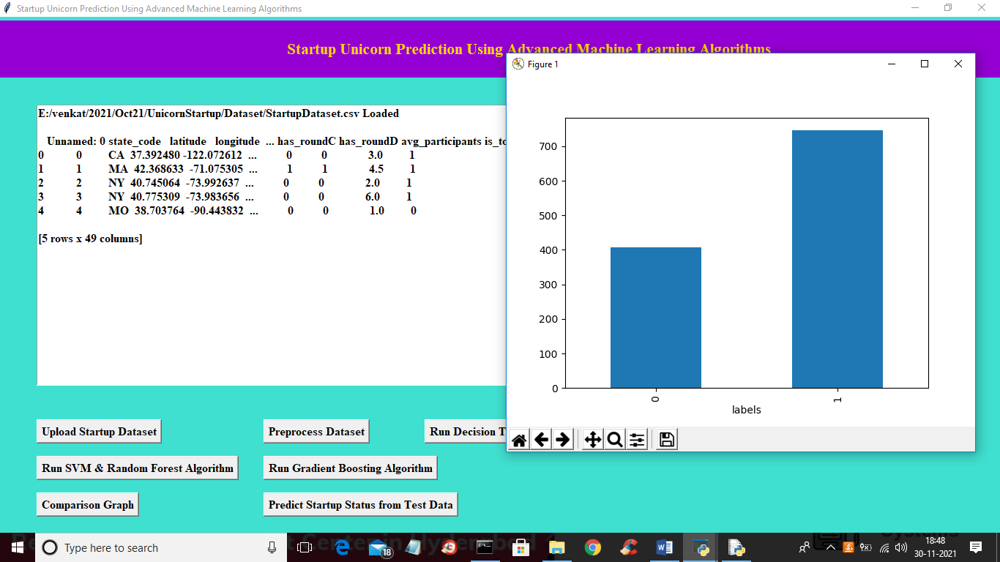 Startup Unicorn Prediction Using Advanced Machine Learning Algorithms
Startup Unicorn Prediction Using Advanced Machine Learning Algorithms
E:/venkat/2021/Oct21/UnicornStartup/Dataset/StartupDataset.csv Loaded
Unnamed: 0 state_code latitude longitude ... has_roundC has_roundD avg_participants is_to
0 0 CA 37.392480 -122.072612 ... 0 0 3.0 1
1 1 MA 42.368633 -71.075305 ... 1 1 4.5 1
2 2 NY 40.745064 -73.992637 ... 0 0 2.0 1
3 3 NY 40.775309 -73.983656 ... 0 0 6.0 1
4 4 MO 38.703764 -90.443832 ... 0 0 1.0 0
[5 rows x 49 columns]
Figure 1
700
600
500
400
300
200
100
0
0 1
labels
Upload Startup Dataset Preprocess Dataset Run Decision T
Run SVM & Random Forest Algorithm Run Gradient Boosting Algorithm
Comparison Graph Predict Startup Status from Test Data
Type here to search
18
18:48
30-11-2021